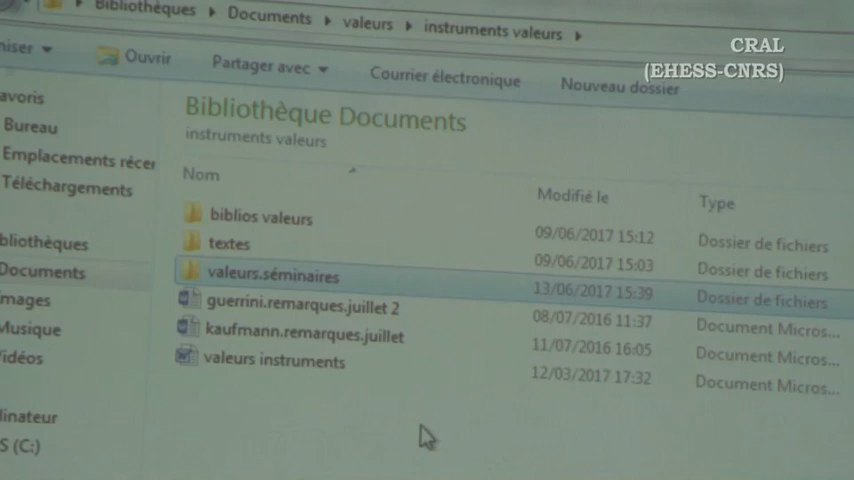 Bibliothèques Documents valeurs instruments valeurs
CRAL
(EHESS-CNRS)
Ouvrir Partager avec Courrier électronique Nouveau dossier
Bibliothèque Documents
instruments valeurs
Nom Modifié le Type
biblios valeurs 09/06/2017 15:12 Dossier de fichiers
textes 09/06/2017 15:03 Dossier de fichiers
valeurs.séminaires 13/06/2017 15:39 Dossier de fichiers
guerrini.remarques.juillet 2 08/07/2016 11:37 Document Micros...
kaufmann.remarques.juillet 11/07/2016 16:05 Document Micros...
valeurs instruments 12/03/2017 17:32 Document Micros...
avoris
Bureau
Emplacements récer
Téléchargements
bliothèques
Documents
mages
Musique
idéos
dinateur
S (C:)